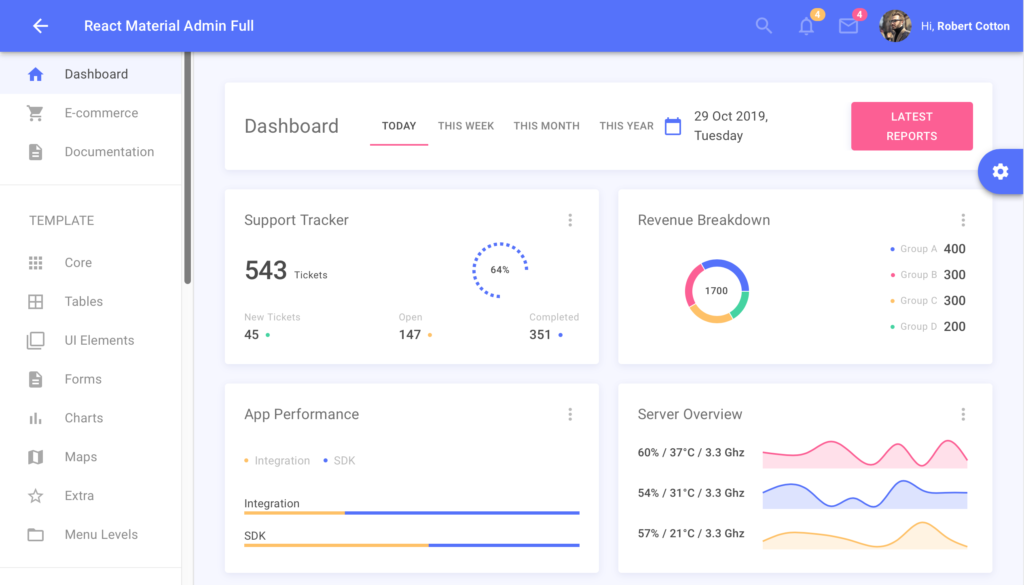 React Material Admin Full
4
4
Hi, Robert Cotton
Dashboard
E-commerce
Documentation
TEMPLATE
Core
Tables
UI Elements
Forms
Charts
Maps
Extra
Menu Levels
Dashboard
TODAY
THIS WEEK
THIS MONTH
THIS YEAR
29 Oct 2019,
Tuesday
LATEST
REPORTS
Support Tracker
543 Tickets
64%
New Tickets
45
Open
147
Completed
351
Revenue Breakdown
1700
Group A 400
Group B 300
Group C 300
Group D 200
App Performance
Integration
SDK
Integration
SDK
Server Overview
60% / 37°C / 3.3 Ghz
54% / 31°C / 3.3 Ghz
57% / 21°C / 3.3 Ghz